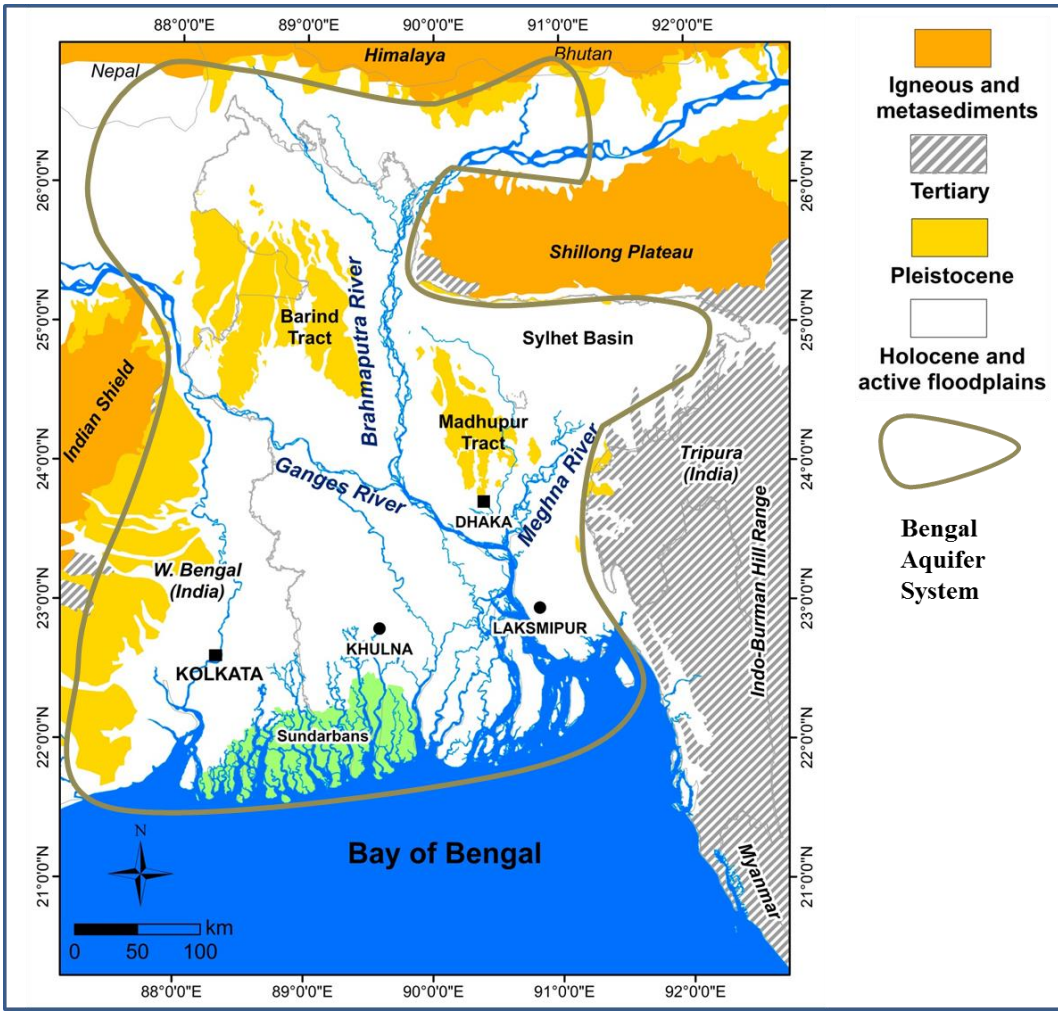 88°0'0"E
89°0'0"E
90°0'0"E
91°0'0"E
92°0'0"E
Himalaya
Nepal
Bhutan
26°0'0"N
26°0'0"N
Shillong Plateau
Brahmaputra River
25°0'0"N
25°0'0"N
Barind
Tract
Sylhet Basin
Indian Shield
Madhupur
Tract
24°0'0"N
24°0'0"N
Ganges River
Meghna River
Tripura
(India)
DHAKA
Indo-Burman Hill Range
W. Bengal
(India)
23°0'0"N
23°0'0"N
LAKSMIPUR
KHULNA
KOLKATA
Sundarbans
22°0'0"N
22°0'0"N
Bay of Bengal
N
21°0'0"N
21°0'0"N
Myanmar
km
0
50
100
88°0'0"E
89°0'0"E
90°0'0"E
91°0'0"E
92°0'0"E
Igneous and
metasediments
Tertiary
Pleistocene
Holocene and
active floodplains
Bengal
Aquifer
System